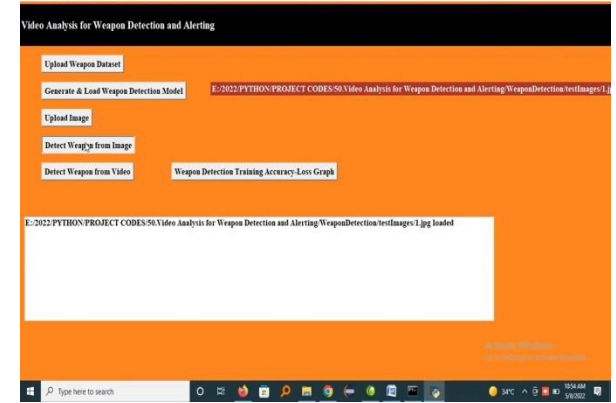 Video Analysis for Weapon Detection and Alerting
Upload Weapon Dataset
Generate & Load Weapon Detection Model
E:/2022/PYTHON/PROJECT CODES/50.Video Analysis for Weapon Detection and Alerting/WeaponDetection/testImages/1.jp
Upload Image
Detect Weapon from Image
Detect Weapon from Video
Weapon Detection Training Accuracy-Loss Graph
E:/2022/PYTHON/PROJECT CODES/50.Video Analysis for Weapon Detection and Alerting/WeaponDetection/testImages/1.jpg loaded
Type here to search
34°C
10:54 AM
5/8/2022